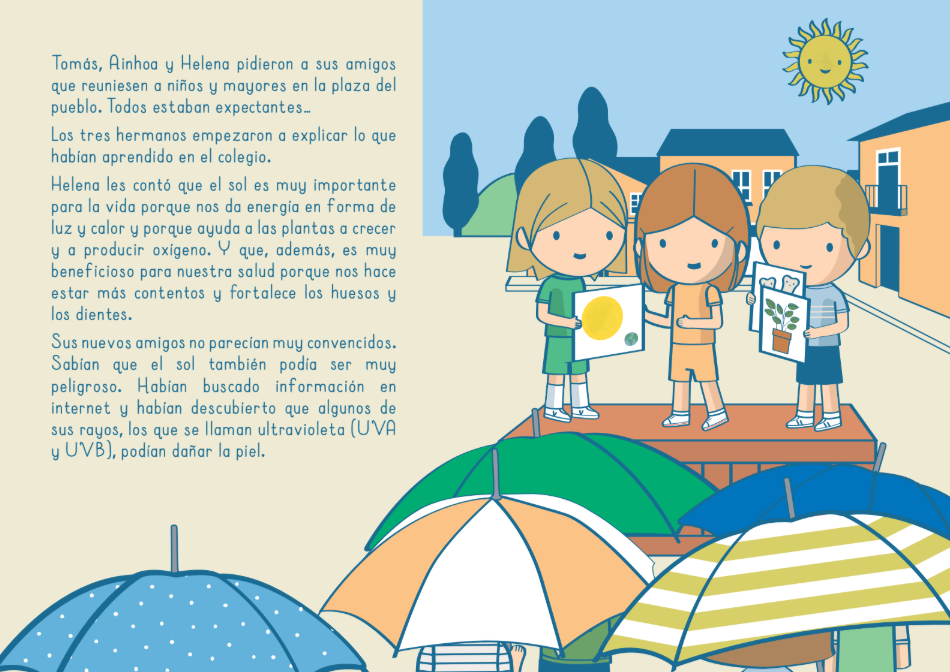 Tomás, Ainhoa y Helena pidieron a sus amigos
que reuniesen a niños y mayores en la plaza del
pueblo. Todos estaban expectantes...
Los tres hermanos empezaron a explicar lo que
habían aprendido en el colegio.
Helena les contó que el sol es muy importante
para la vida porque nos da energía en forma de
luz y calor y porque ayuda a las plantas a crecer
y a producir oxígeno. Y que, además, es muy
beneficioso para nuestra salud porque nos hace
estar más contentos y fortalece los huesos y
los dientes.
Sus nuevos amigos no parecían muy convencidos.
Sabían que el sol también podía ser muy
peligroso. Habían buscado información en
internet y habían descubierto que algunos de
sus rayos, los que se llaman ultravioleta (UVA
y UVB), podían dañar la piel.